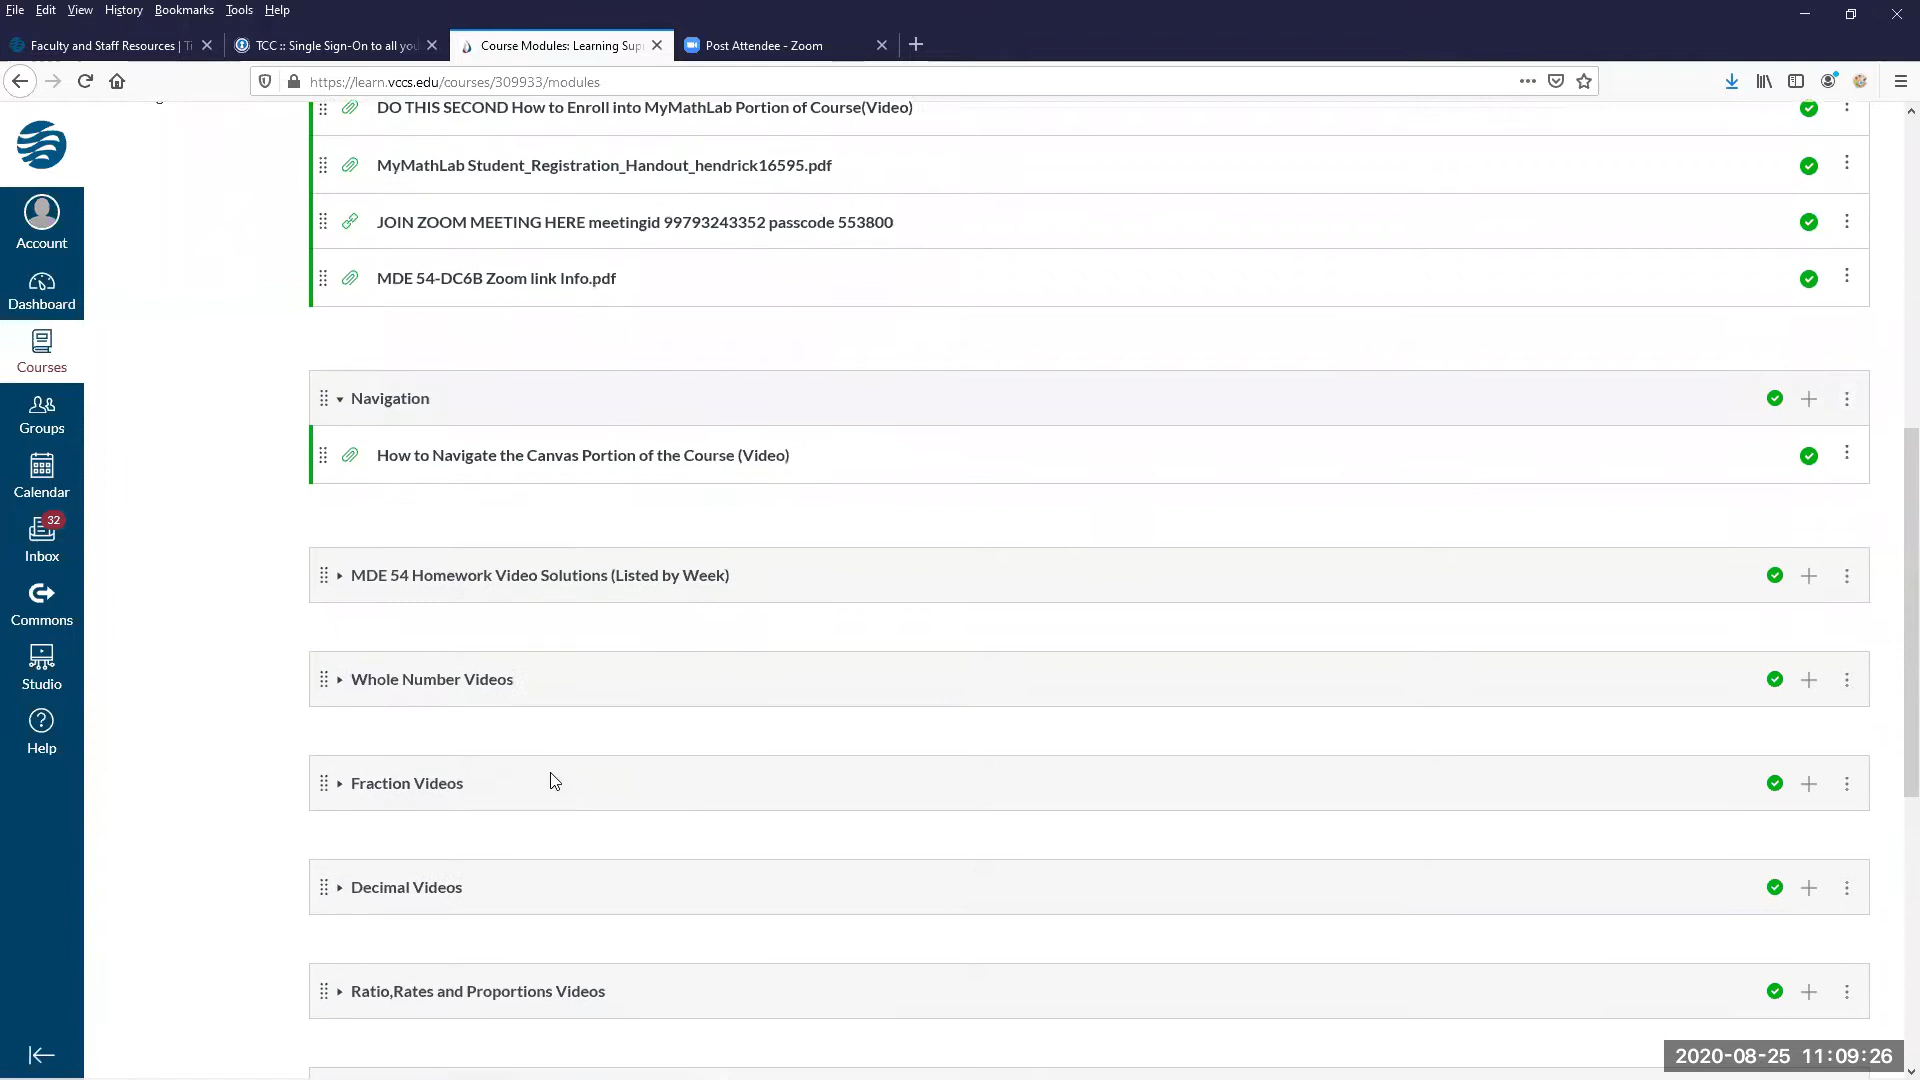 File Edit View History Bookmarks Tools Help
Faculty and Staff Resources | Ti
TCC :: Single Sign-On to all you
Course Modules: Learning Sup
Post Attendee - Zoom
https://learn.vccs.edu/courses/309933/modules
DO THIS SECOND How to Enroll into MyMathLab Portion of Course(Video)
MyMathLab Student_Registration_Handout_hendrick16595.pdf
JOIN ZOOM MEETING HERE meetingid 99793243352 passcode 553800
MDE 54-DC6B Zoom link Info.pdf
Navigation
How to Navigate the Canvas Portion of the Course (Video)
MDE 54 Homework Video Solutions (Listed by Week)
Whole Number Videos
Fraction Videos
Decimal Videos
Ratio,Rates and Proportions Videos
Account
Dashboard
Courses
Groups
Calendar
32
Inbox
Commons
Studio
Help
2020-08-25 11:09:26